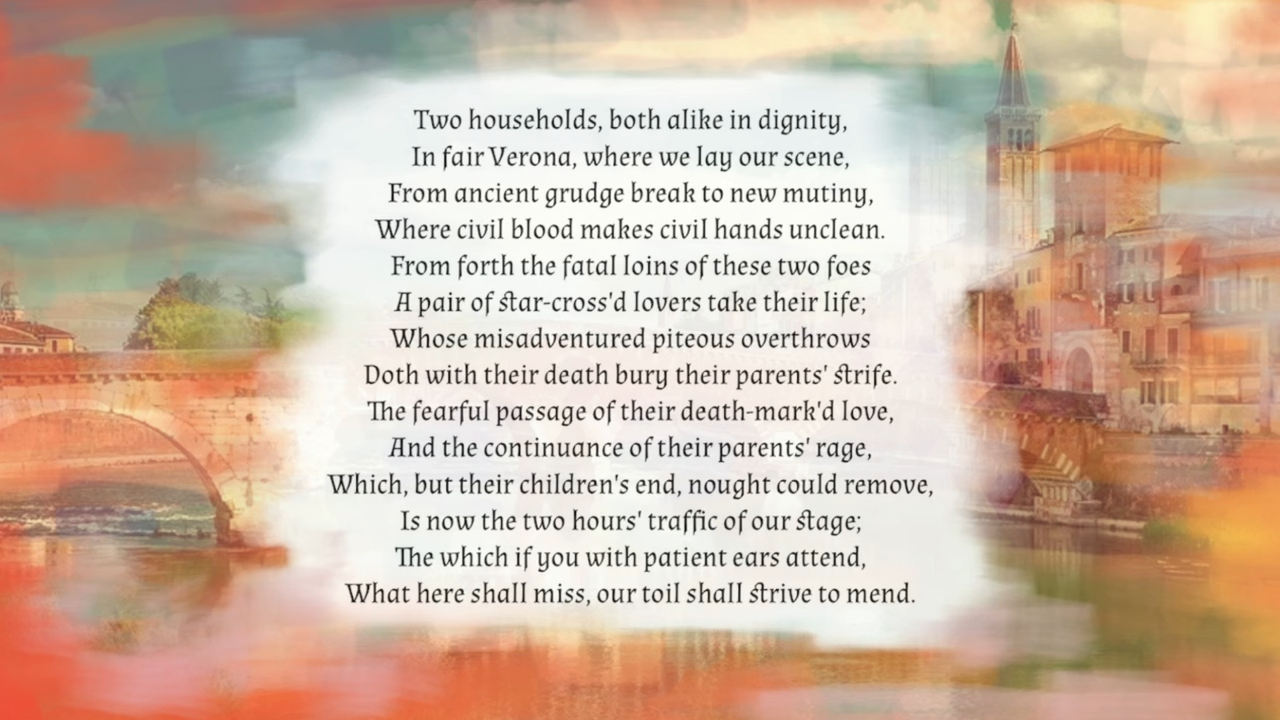 Two households, both alike in dignity,
In fair Verona, where we lay our scene,
From ancient grudge break to new mutiny,
Where civil blood makes civil hands unclean.
From forth the fatal loins of these two foes
A pair of star-cross'd lovers take their life;
Whose misadventured piteous overthrows
Doth with their death bury their parents' strife.
The fearful passage of their death-mark'd love,
And the continuance of their parents' rage,
Which, but their children's end, nought could remove,
Is now the two hours' traffic of our stage;
The which if you with patient ears attend,
What here shall miss, our toil shall strive to mend.